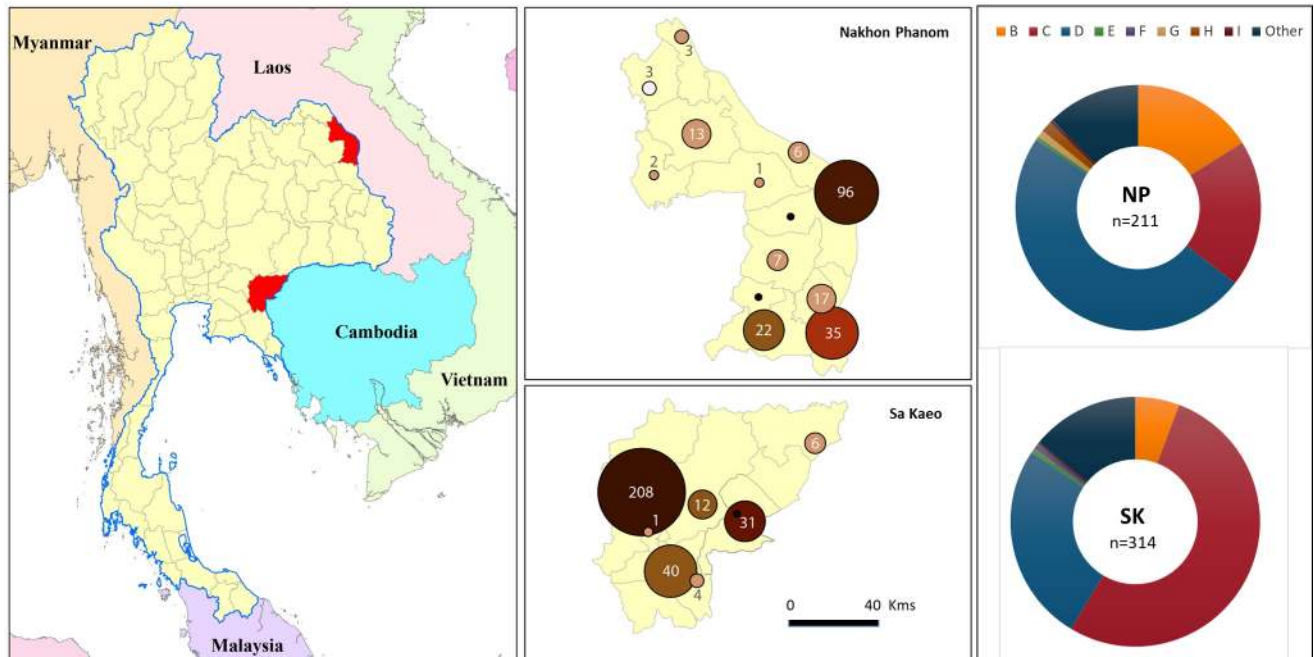 Myanmar
Laos
Cambodia
Vietnam
Malaysia
Nakhon Phanom
3
3
13
6
2
1
96
7
17
22
35
Sa Kaeo
6
208
12
1
31
40
4
0 40 Kms
B C D E F G H I Other
NP
n=211
SK
n=314